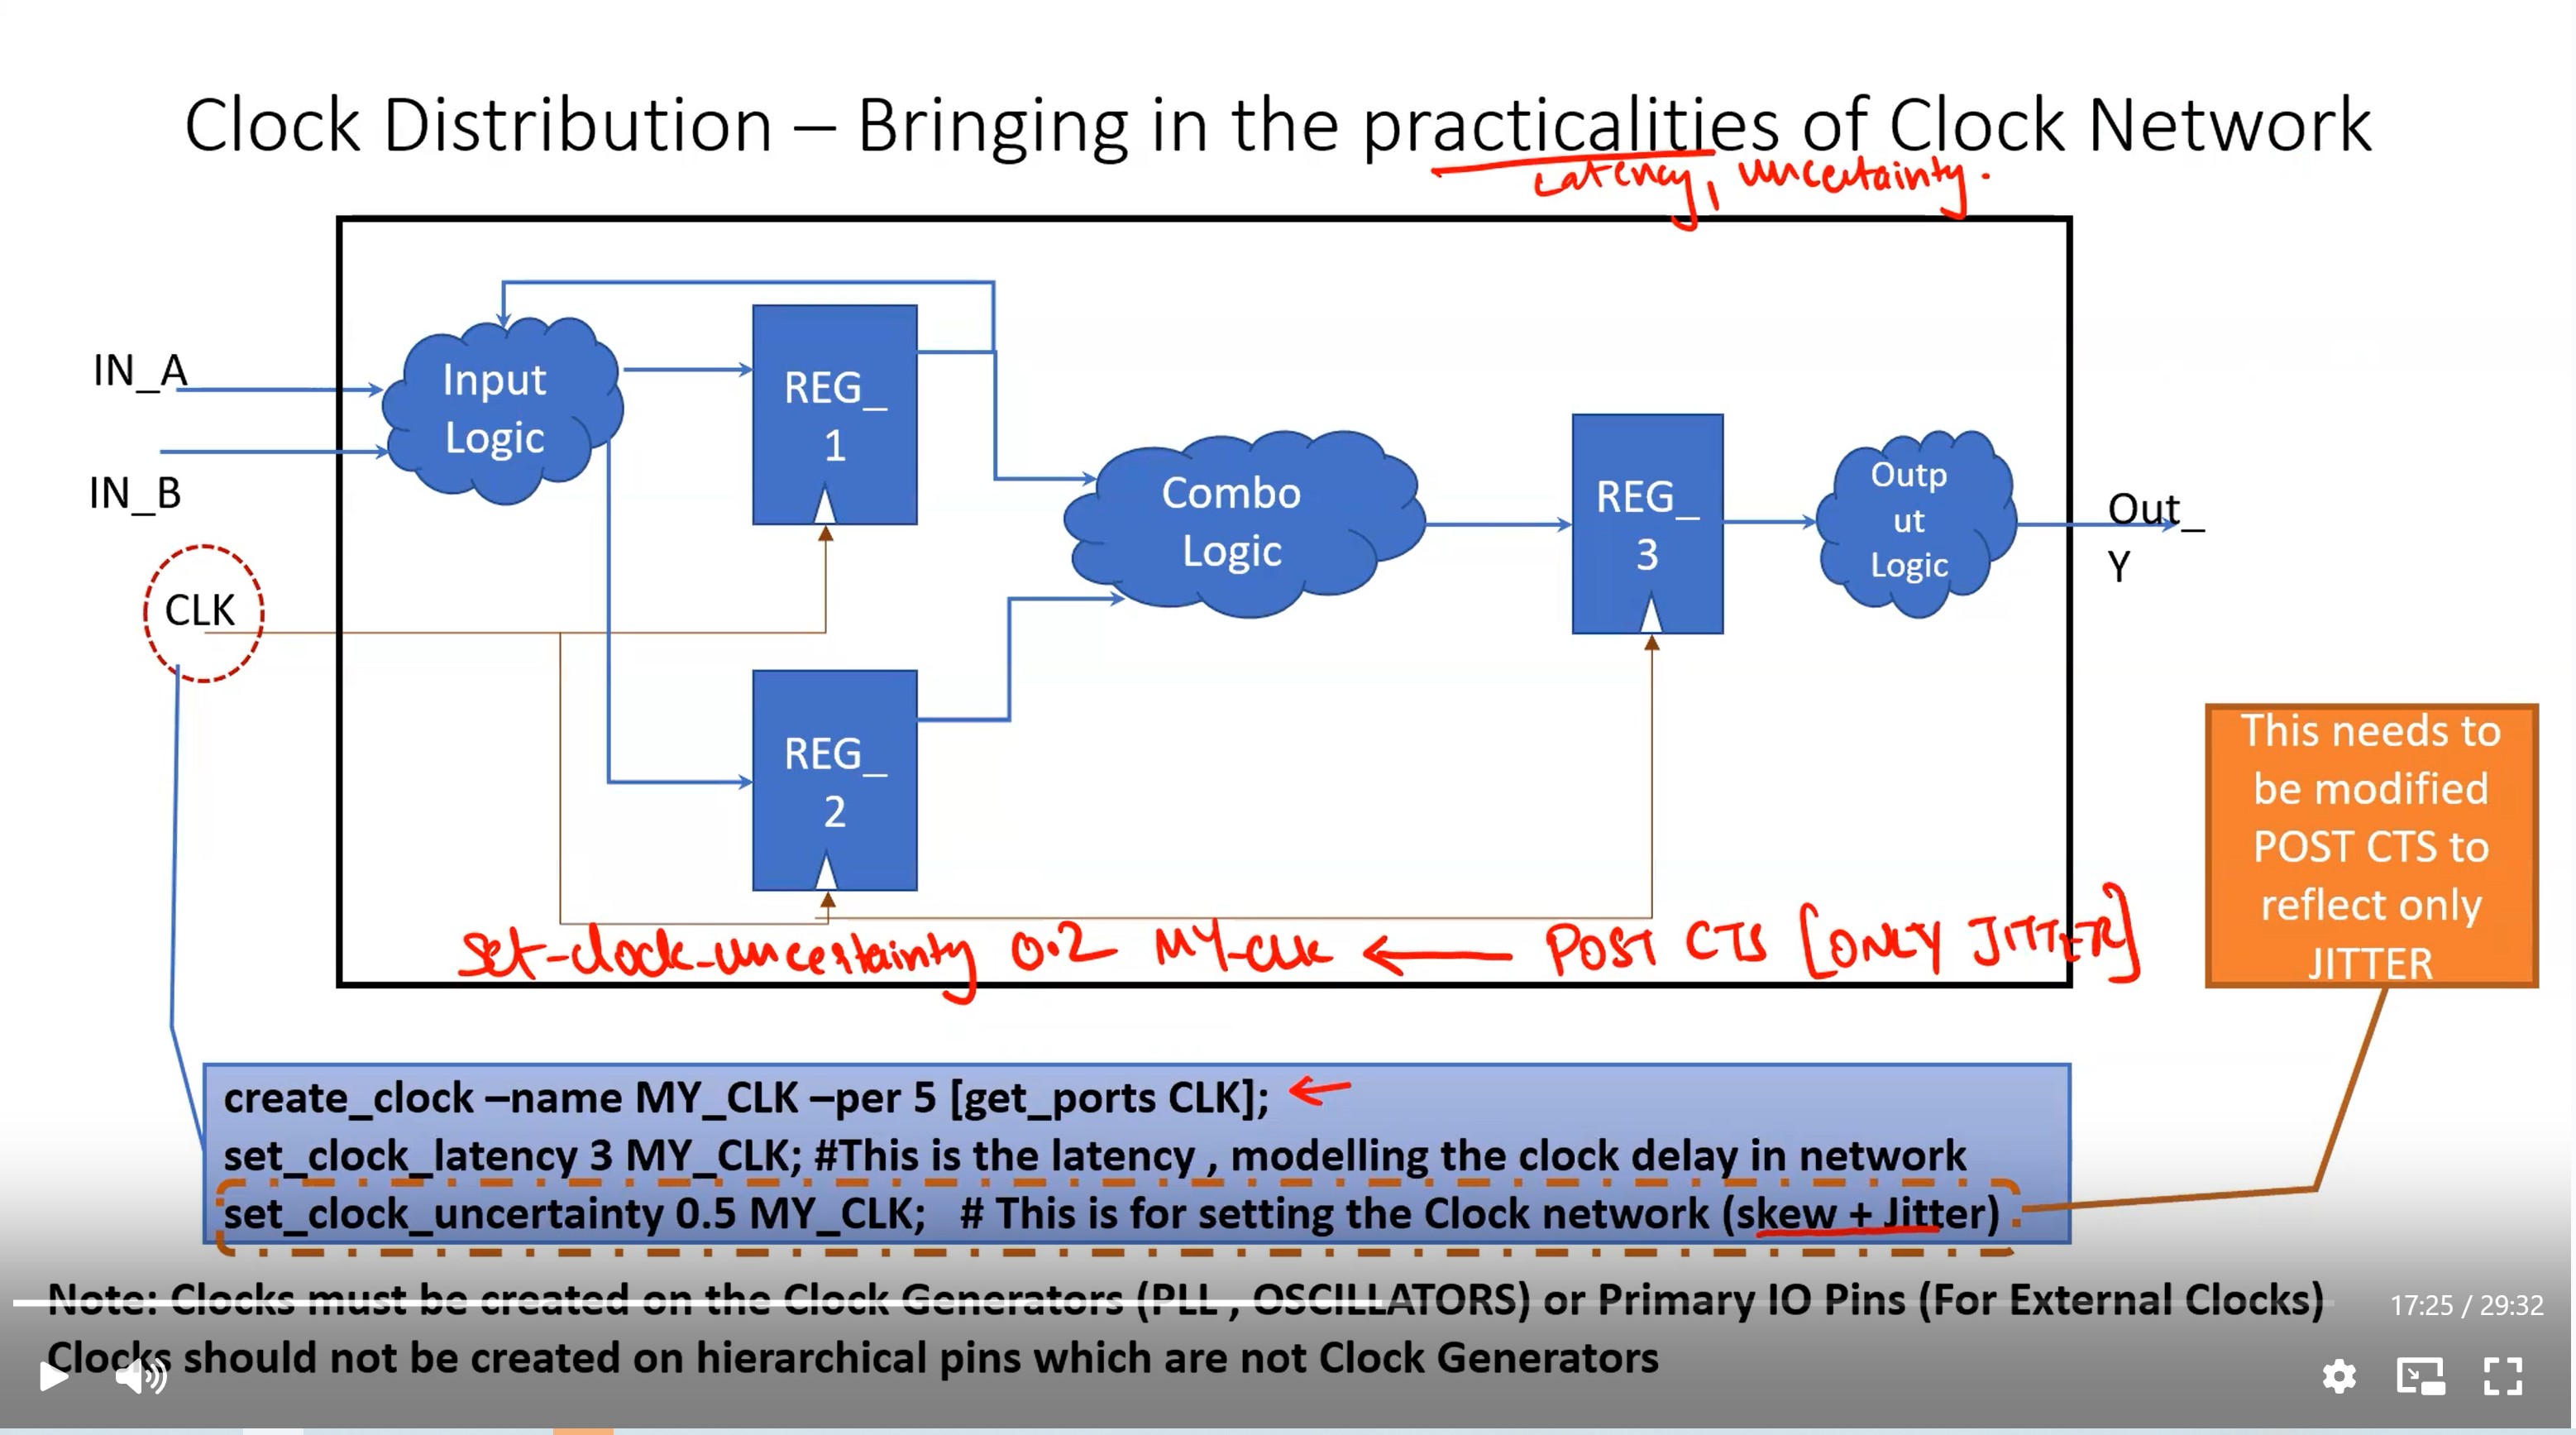 Clock Distribution – Bringing in the practicalities of Clock Network
Latency, uncertainty.
IN_A
IN_B
CLK
Input
Logic
REG_
1
REG_
2
Combo
Logic
REG_
3
Outp
ut
Logic
Out_
Y
This needs to
be modified
POST CTS to
reflect only
JITTER
Set-clock-uncertainty 0.2 MY-CLK ← POST CTS [ONLY JITTER]
create_clock –name MY_CLK –per 5 [get_ports CLK]; ←
set_clock_latency 3 MY_CLK; #This is the latency , modelling the clock delay in network
set_clock_uncertainty 0.5 MY_CLK; # This is for setting the Clock network (skew + Jitter)
Note: Clocks must be created on the Clock Generators (PLL , OSCILLATORS) or Primary IO Pins (For External Clocks)
17:25 / 29:32
Clocks should not be created on hierarchical pins which are not Clock Generators